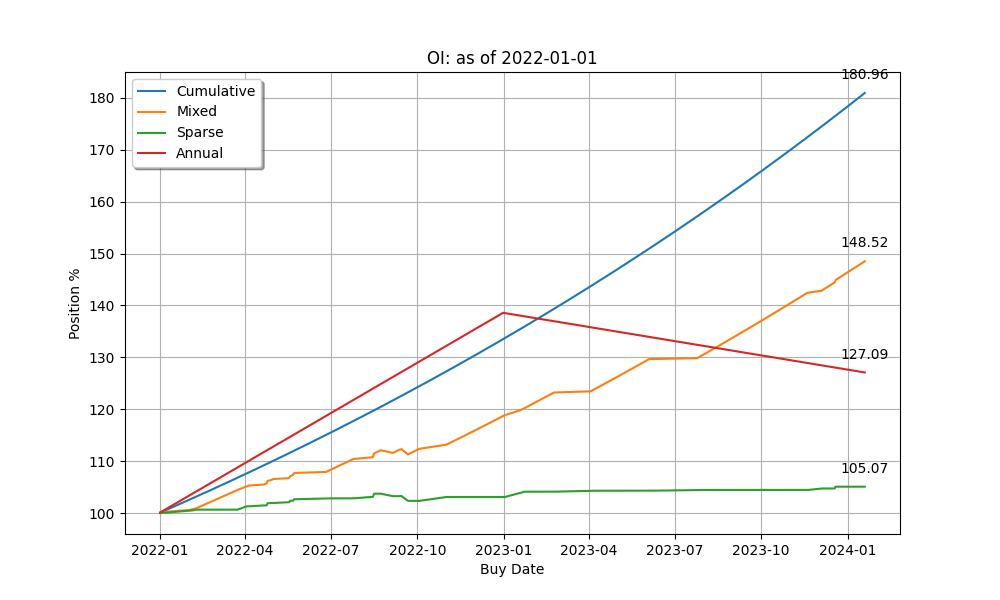 OI: as of 2022-01-01
180.96
180
Cumulative
Mixed
Sparse
Annual
170
160
150
148.52
140
130
127.09
120
110
105.07
100
Position %
2022-01 2022-04 2022-07 2022-10 2023-01 2023-04 2023-07 2023-10 2024-01
Buy Date